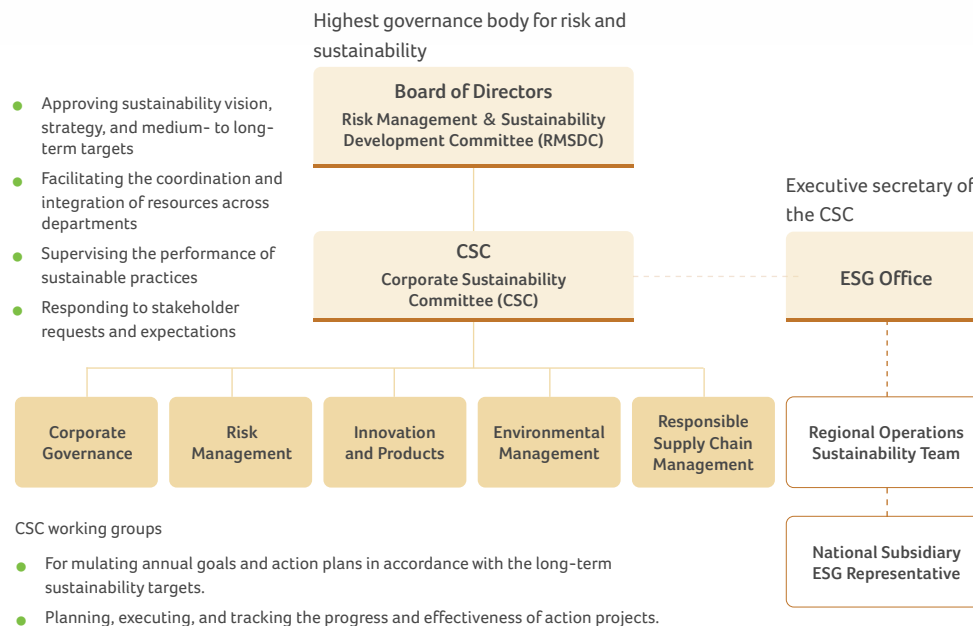 Highest governance body for risk and
sustainability
Board of Directors
Risk Management & Sustainability
Development Committee (RMSDC)
Approving sustainability vision,
strategy, and medium- to long-
term targets
Facilitating the coordination and
integration of resources across
departments
Supervising the performance of
sustainable practices
Responding to stakeholder
requests and expectations
CSC
Corporate Sustainability
Committee (CSC)
Executive secretary of
the CSC
ESG Office
Corporate
Governance
Risk
Management
Innovation
and Products
Environmental
Management
Responsible
Supply Chain
Management
Regional Operations
Sustainability Team
National Subsidiary
ESG Representative
CSC working groups
For mulating annual goals and action plans in accordance with the long-term
sustainability targets.
Planning, executing, and tracking the progress and effectiveness of action projects.